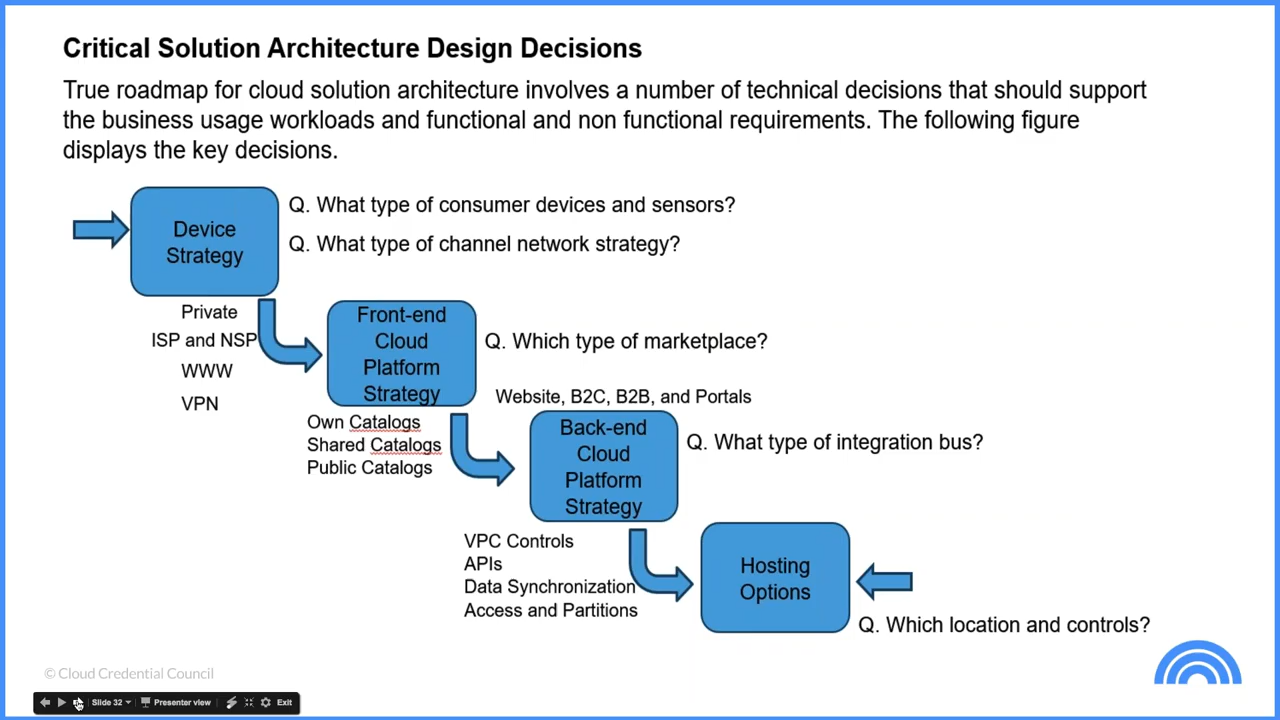 Critical Solution Architecture Design Decisions
True roadmap for cloud solution architecture involves a number of technical decisions that should support
the business usage workloads and functional and non functional requirements. The following figure
displays the key decisions.
Device
Strategy
Q. What type of consumer devices and sensors?
Q. What type of channel network strategy?
Private
ISP and NSP
WWW
VPN
Front-end
Cloud
Platform
Strategy
Q. Which type of marketplace?
Website, B2C, B2B, and Portals
Own Catalogs
Shared Catalogs
Public Catalogs
Back-end
Cloud
Platform
Strategy
Q. What type of integration bus?
VPC Controls
APIs
Data Synchronization
Access and Partitions
Hosting
Options
Q. Which location and controls?
© Cloud Credential Council
Slide 32
Presenter view
Exit